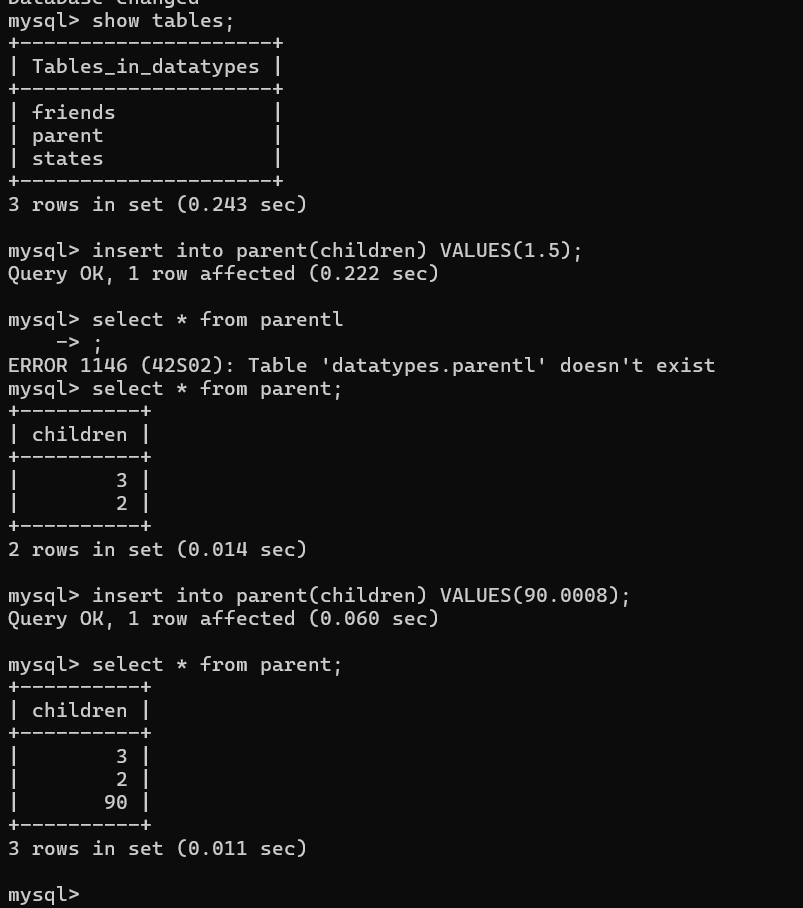 Database changed
mysql> show tables;
+---------------------+
| Tables_in_datatypes |
+---------------------+
| friends             |
| parent              |
| states              |
+---------------------+
3 rows in set (0.243 sec)

mysql> insert into parent(children) VALUES(1.5);
Query OK, 1 row affected (0.222 sec)

mysql> select * from parentl
    -> ;
ERROR 1146 (42S02): Table 'datatypes.parentl' doesn't exist
mysql> select * from parent;
+----------+
| children |
+----------+
|        3 |
|        2 |
+----------+
2 rows in set (0.014 sec)

mysql> insert into parent(children) VALUES(90.0008);
Query OK, 1 row affected (0.060 sec)

mysql> select * from parent;
+----------+
| children |
+----------+
|        3 |
|        2 |
|       90 |
+----------+
3 rows in set (0.011 sec)

mysql>